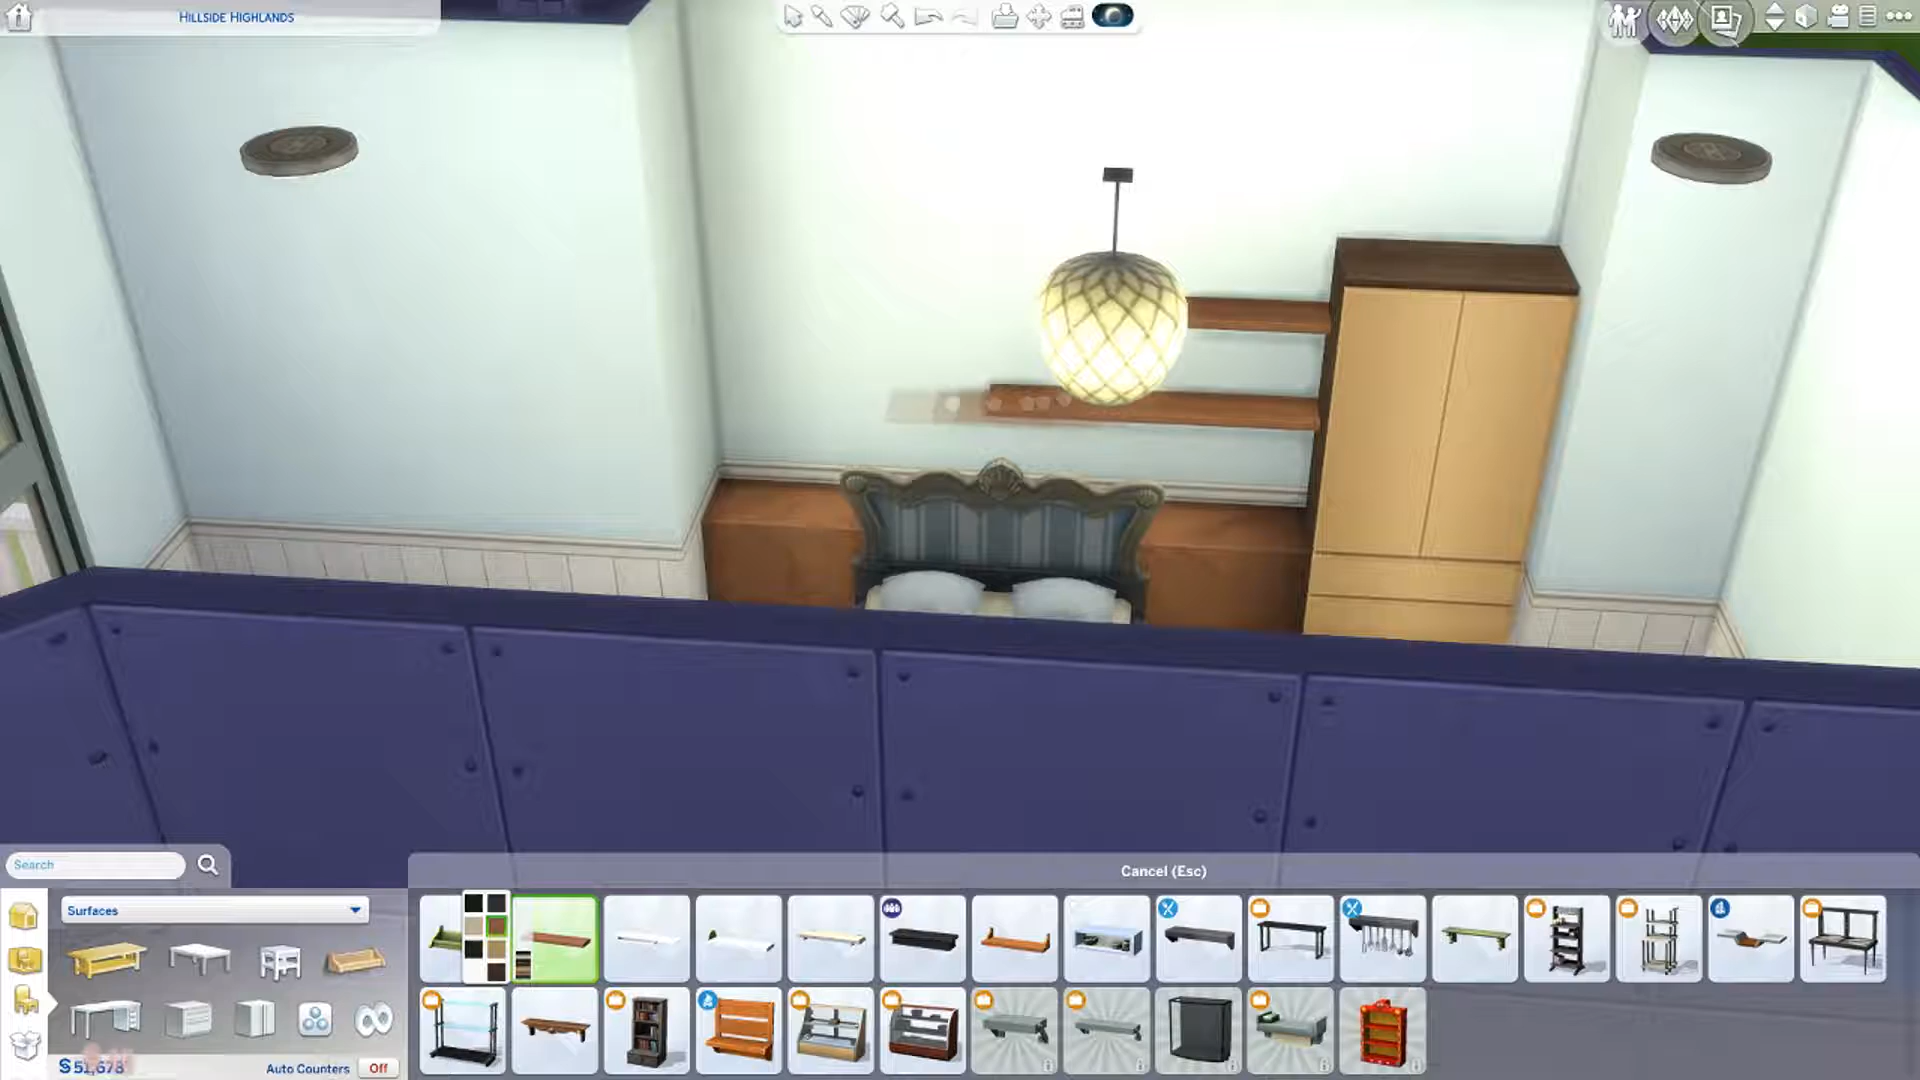 HILLSIDE HIGHLANDS
Cancel (Esc)
Search
Surfaces
Auto Counters Off